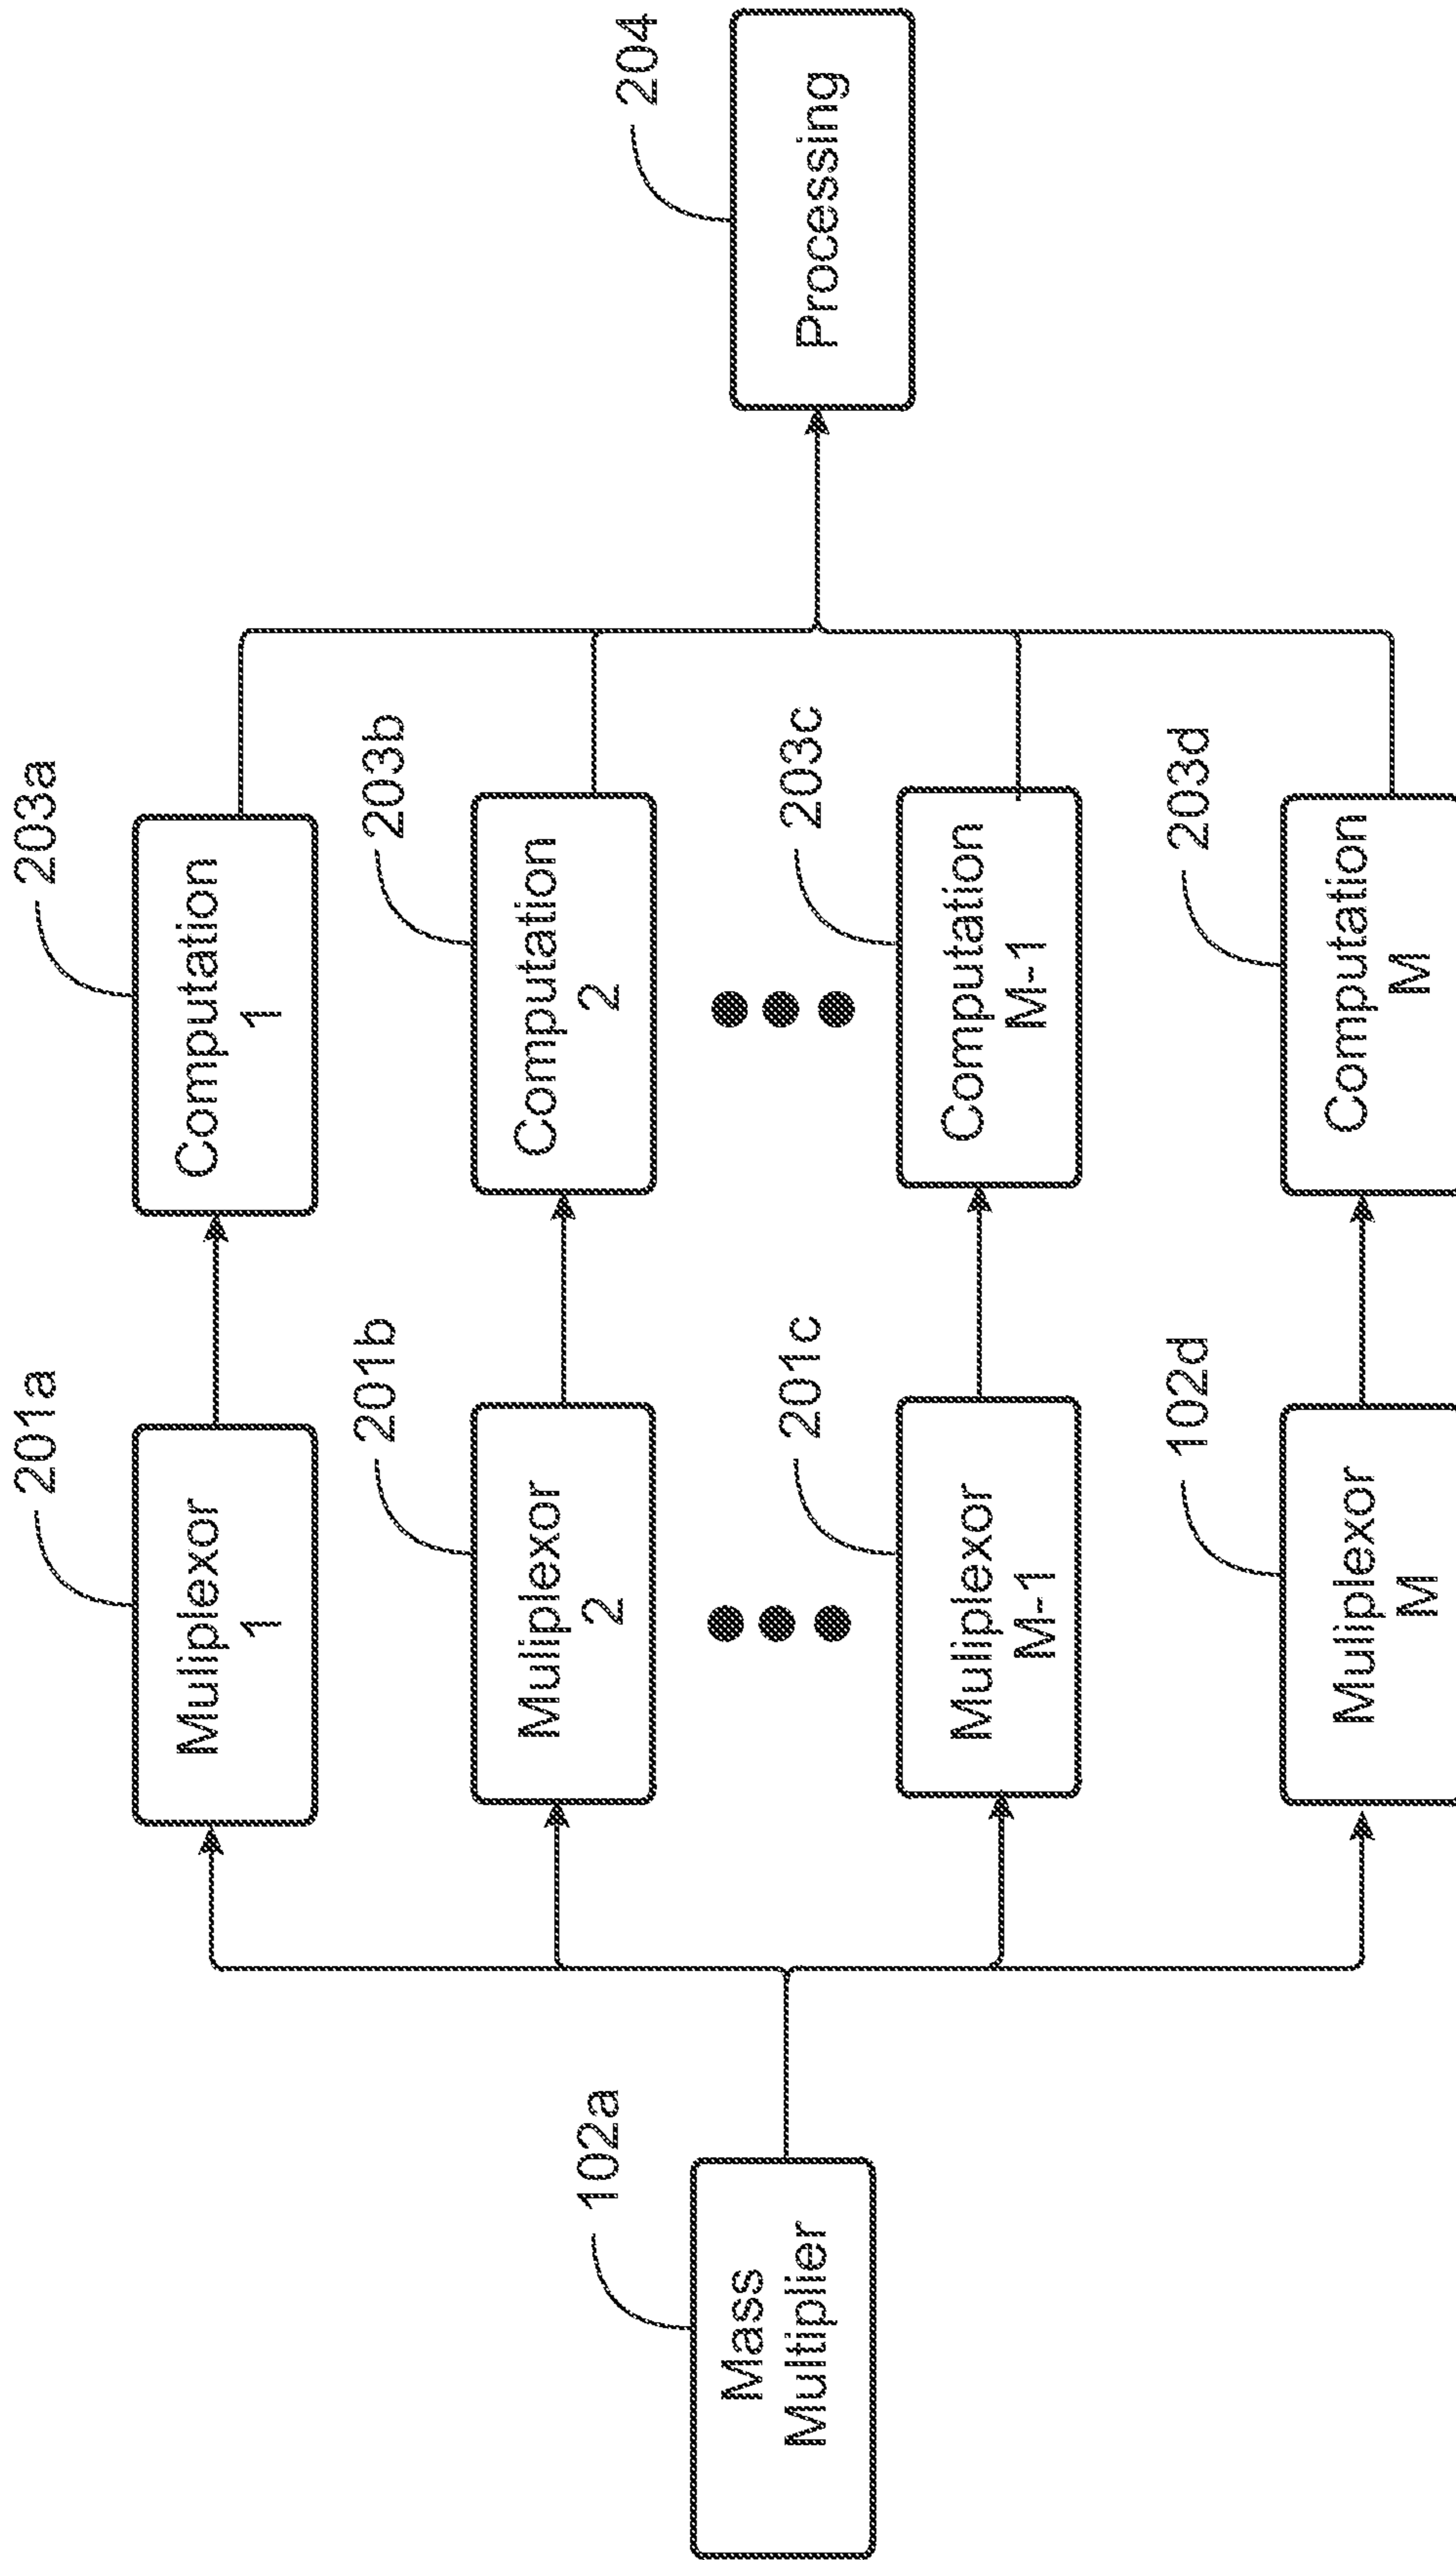 102a
Mass
Multiplier
201a
Muliplexor
1
201b
Muliplexor
2
201c
Muliplexor
M-1
102d
Muliplexor
M
203a
Computation
1
203b
Computation
2
203c
Computation
M-1
203d
Computation
M
204
Processing